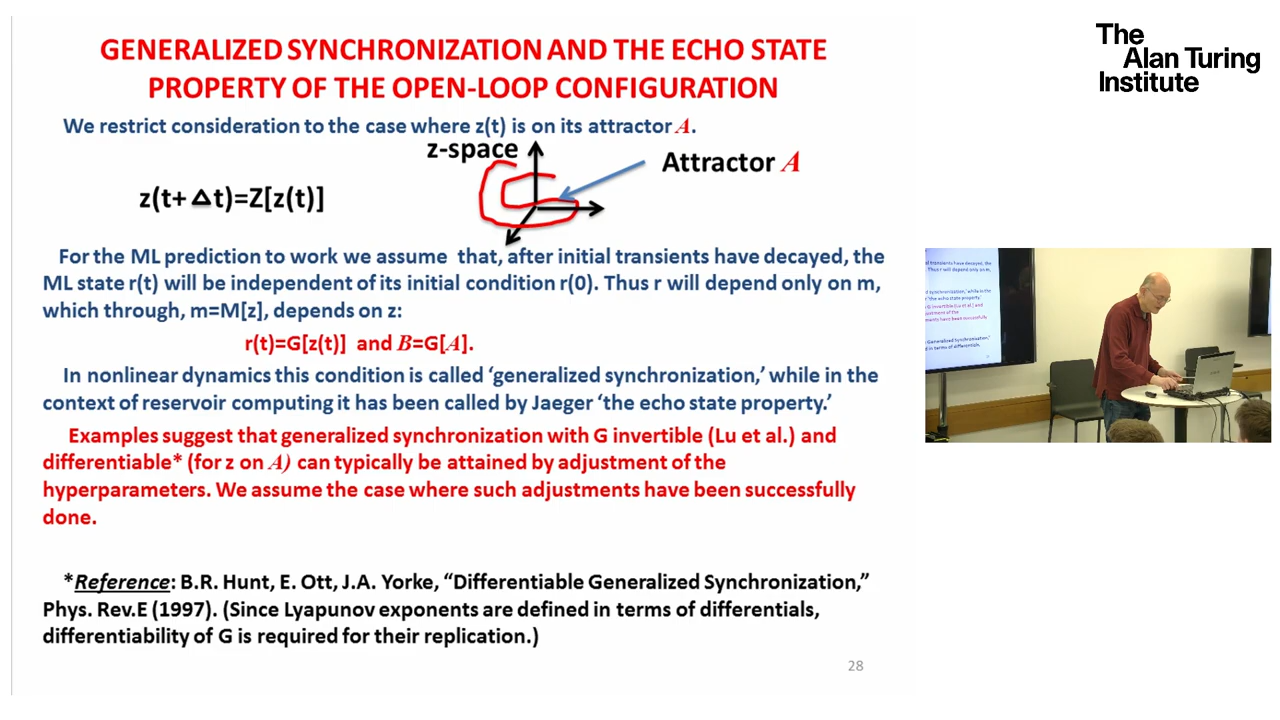 GENERALIZED SYNCHRONIZATION AND THE ECHO STATE
PROPERTY OF THE OPEN-LOOP CONFIGURATION
We restrict consideration to the case where z(t) is on its attractor A.
z-space
Attractor A
z(t+ Δt)=Z[z(t)]
For the ML prediction to work we assume that, after initial transients have decayed, the
ML state r(t) will be independent of its initial condition r(0). Thus r will depend only on m,
which through, m=M[z], depends on z:
r(t)=G[z(t)] and B=G[A].
In nonlinear dynamics this condition is called ‘generalized synchronization,’ while in the
context of reservoir computing it has been called by Jaeger ‘the echo state property.’
Examples suggest that generalized synchronization with G invertible (Lu et al.) and
differentiable* (for z on A) can typically be attained by adjustment of the
hyperparameters. We assume the case where such adjustments have been successfully
done.
*Reference: B.R. Hunt, E. Ott, J.A. Yorke, “Differentiable Generalized Synchronization,”
Phys. Rev.E (1997). (Since Lyapunov exponents are defined in terms of differentials,
differentiability of G is required for their replication.)
28
The
Alan Turing
Institute